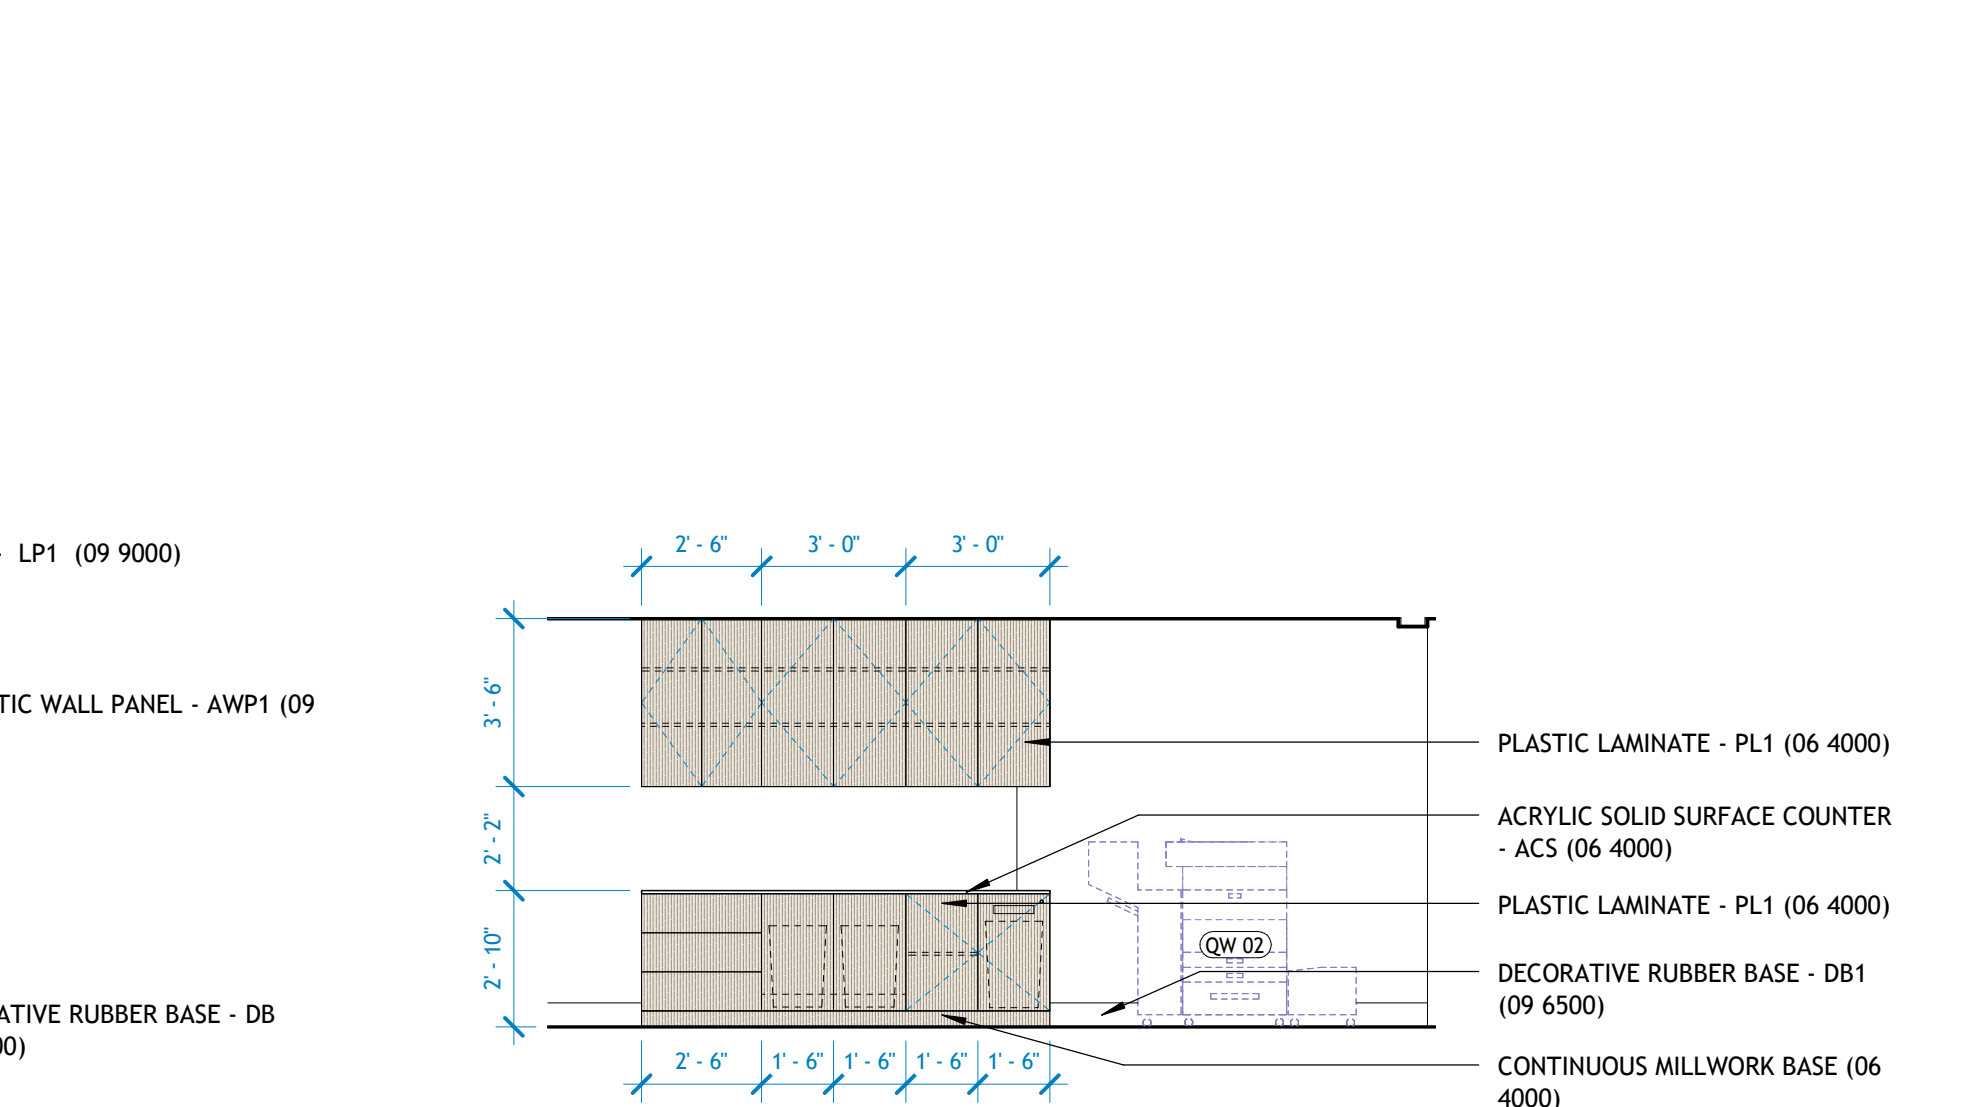 - LP1 (09 9000)
TIC WALL PANEL - AWP1 (09
ATIVE RUBBER BASE - DB
00)
2' - 6" 3' - 0" 3' - 0"
3' - 6"
2' - 2"
2' - 10"
QW 02
2' - 6" 1' - 6" 1' - 6" 1' - 6" 1' - 6"
PLASTIC LAMINATE - PL1 (06 4000)
ACRYLIC SOLID SURFACE COUNTER
- ACS (06 4000)
PLASTIC LAMINATE - PL1 (06 4000)
DECORATIVE RUBBER BASE - DB1
(09 6500)
CONTINUOUS MILLWORK BASE (06
4000)